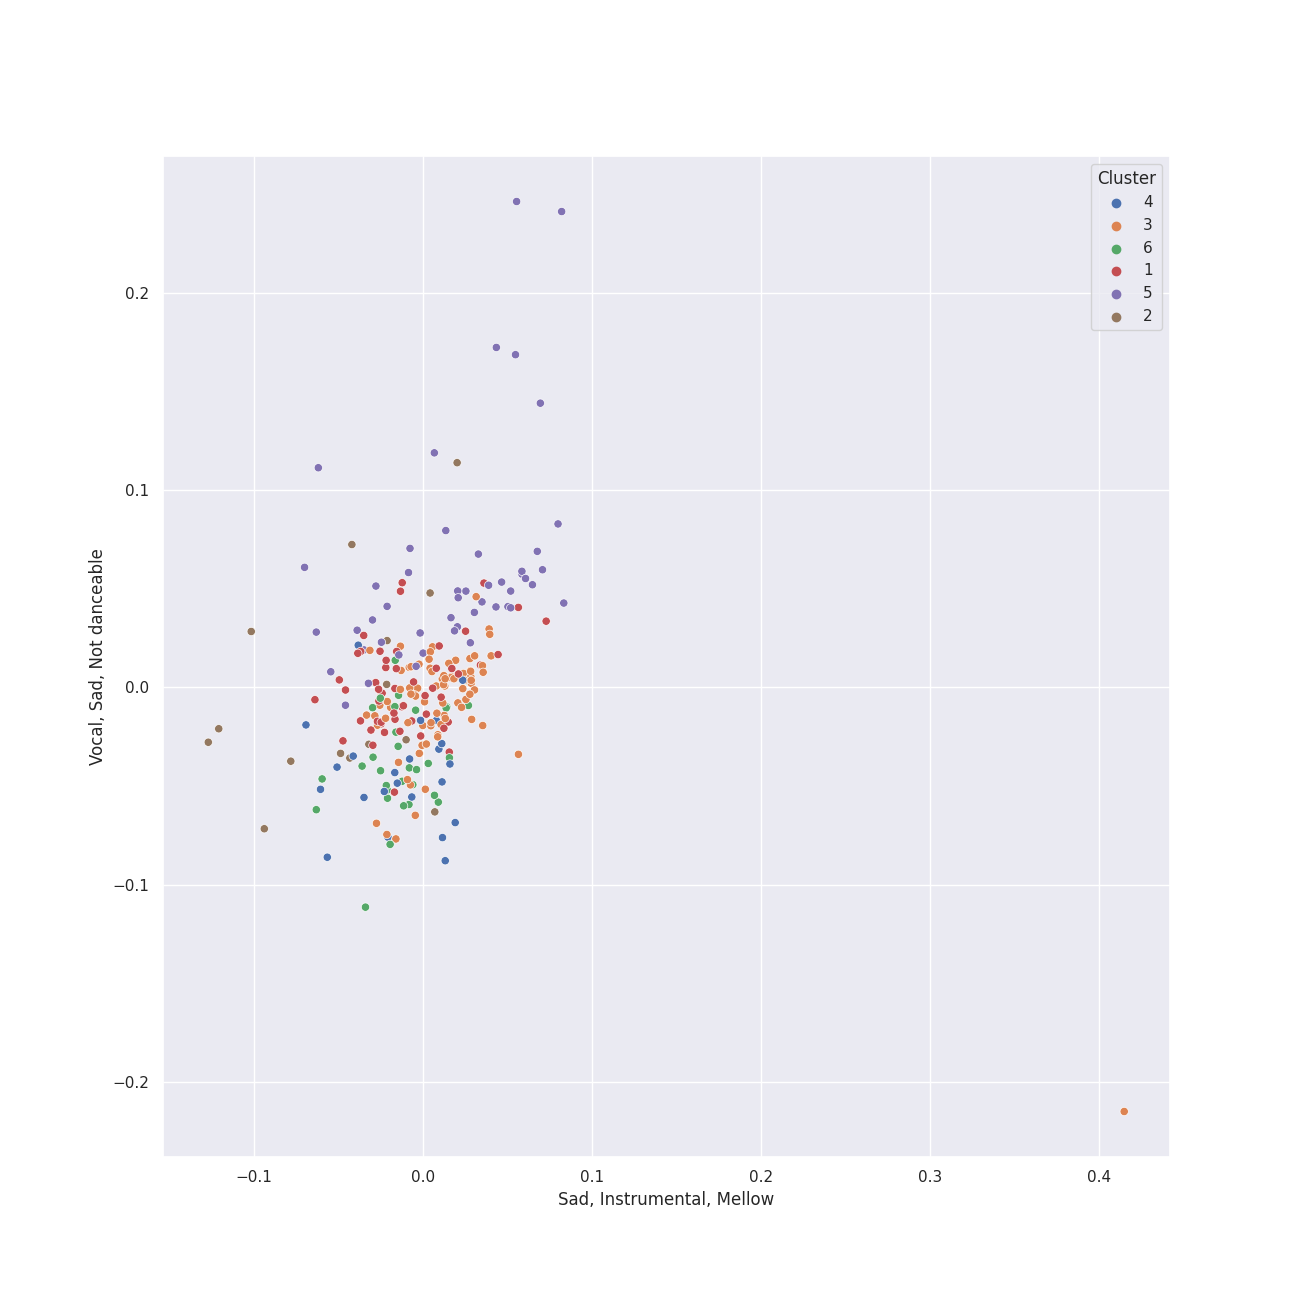 Cluster
4
3
6
1
5
2
0.2
0.1
0.0
−0.1
−0.2
Vocal, Sad, Not danceable
−0.1 0.0 0.1 0.2 0.3 0.4
Sad, Instrumental, Mellow